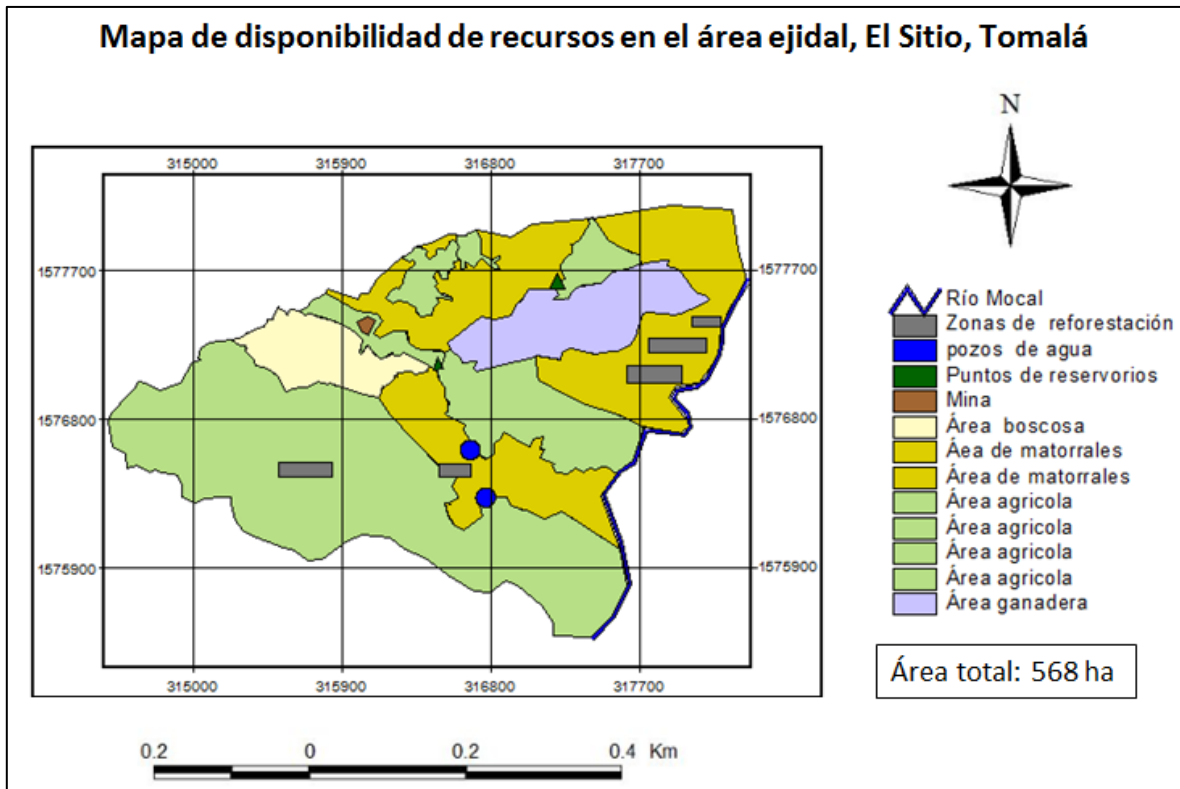 Mapa de disponibilidad de recursos en el área ejidal, El Sitio, Tomalá
N
315000 315900 316800 317700
1577700 1577700
1576800 1576800
1575900 1575900
315000 315900 316800 317700
Río Mocal
Zonas de reforestación
pozos de agua
Puntos de reservorios
Mina
Área boscosa
Áea de matorrales
Área de matorrales
Área agricola
Área agricola
Área agricola
Área agricola
Área ganadera
Área total: 568 ha
0.2 0 0.2 0.4 Km